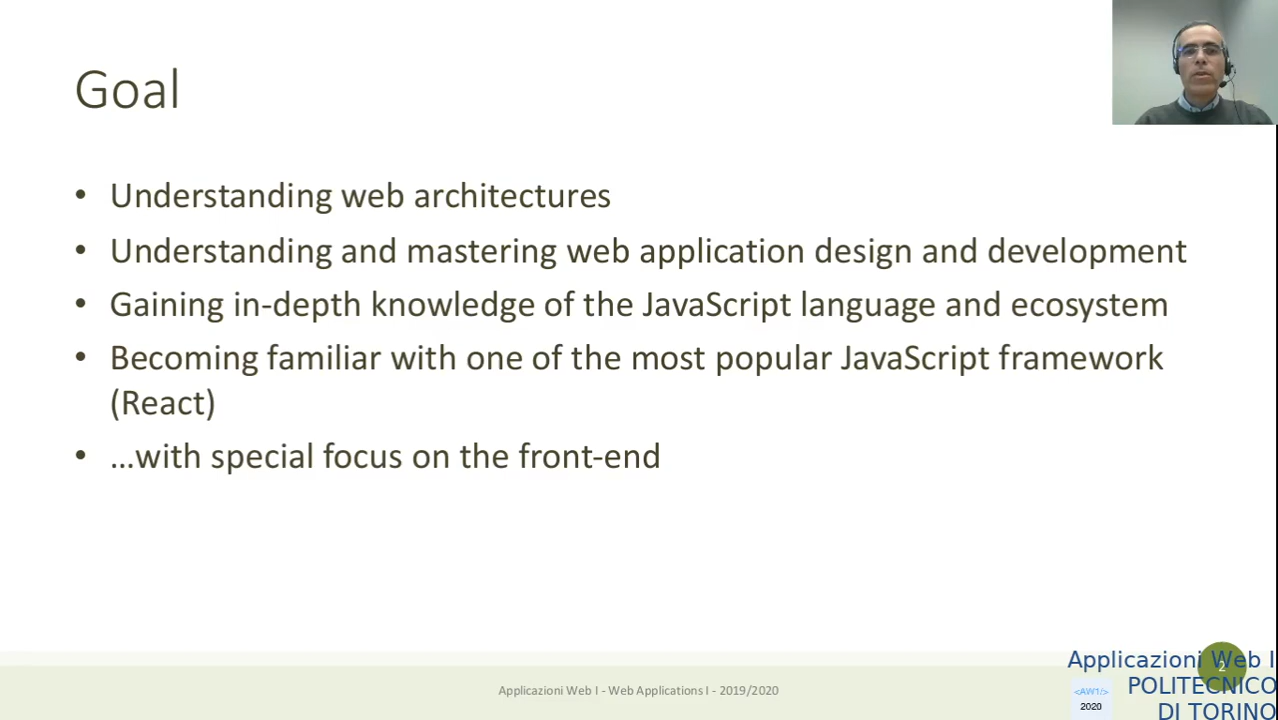 Goal
• Understanding web architectures
• Understanding and mastering web application design and development
• Gaining in-depth knowledge of the JavaScript language and ecosystem
• Becoming familiar with one of the most popular JavaScript framework
(React)
• …with special focus on the front-end
Applicazioni Web I - Web Applications I - 2019/2020
2
Applicazioni Web I
POLITECNICO
DI TORINO
<AW1/>
2020